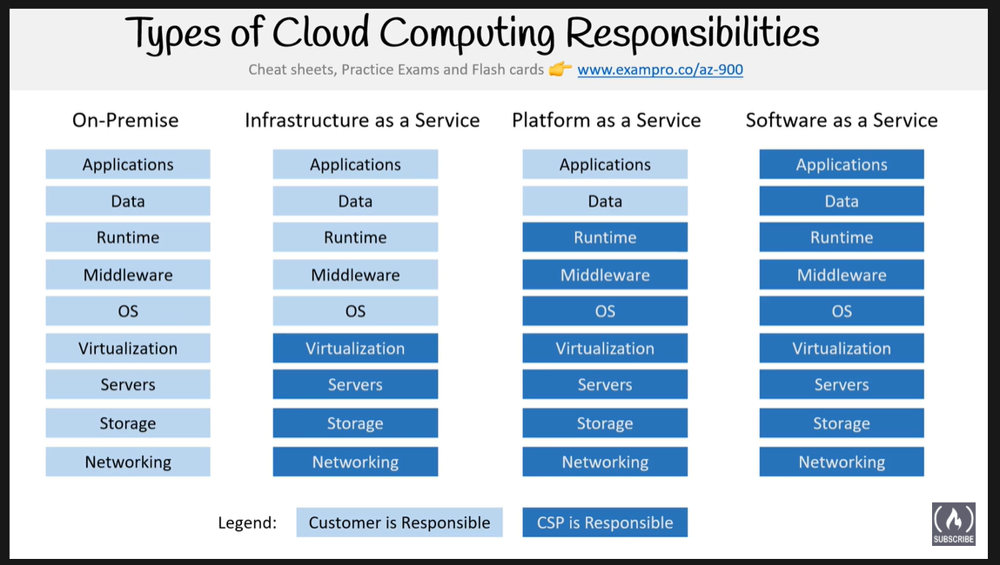 Types of Cloud Computing Responsibilities
Cheat sheets, Practice Exams and Flash cards 👉 www.exampro.co/az-900
On-Premise Infrastructure as a Service Platform as a Service Software as a Service
Applications Applications Applications Applications
Data Data Data Data
Runtime Runtime Runtime Runtime
Middleware Middleware Middleware Middleware
OS OS OS OS
Virtualization Virtualization Virtualization Virtualization
Servers Servers Servers Servers
Storage Storage Storage Storage
Networking Networking Networking Networking
Legend: Customer is Responsible CSP is Responsible
SUBSCRIBE